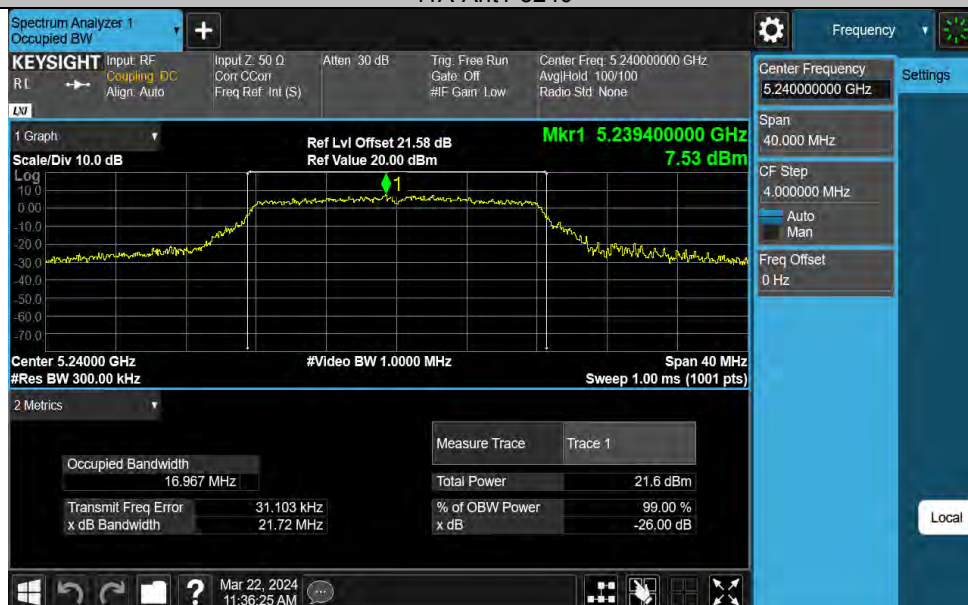 Spectrum Analyzer 1
Occupied BW
Frequency
KEYSIGHT
Input: RF
Coupling: DC
Align: Auto
Input Z: 50 Ω
Corr CCorr
Freq Ref: Int (S)
Atten: 30 dB
Trig: Free Run
Gate: Off
#IF Gain: Low
Center Freq: 5.240000000 GHz
Avg|Hold: 100/100
Radio Std: None
LXI
Center Frequency
5.240000000 GHz
Settings
Span
40.000 MHz
CF Step
4.000000 MHz
Auto
Man
Freq Offset
0 Hz
1 Graph
Scale/Div 10.0 dB
Ref Lvl Offset 21.58 dB
Ref Value 20.00 dBm
Mkr1 5.239400000 GHz
7.53 dBm
Log
10.0
0.00
-10.0
-20.0
-30.0
-40.0
-50.0
-60.0
-70.0
1
Center 5.24000 GHz
#Res BW 300.00 kHz
#Video BW 1.0000 MHz
Span 40 MHz
Sweep 1.00 ms (1001 pts)
2 Metrics
Measure Trace
Trace 1
Occupied Bandwidth
16.967 MHz
Total Power
21.6 dBm
Transmit Freq Error
31.103 kHz
% of OBW Power
99.00 %
x dB Bandwidth
21.72 MHz
x dB
-26.00 dB
Local
?
Mar 22, 2024
11:36:25 AM